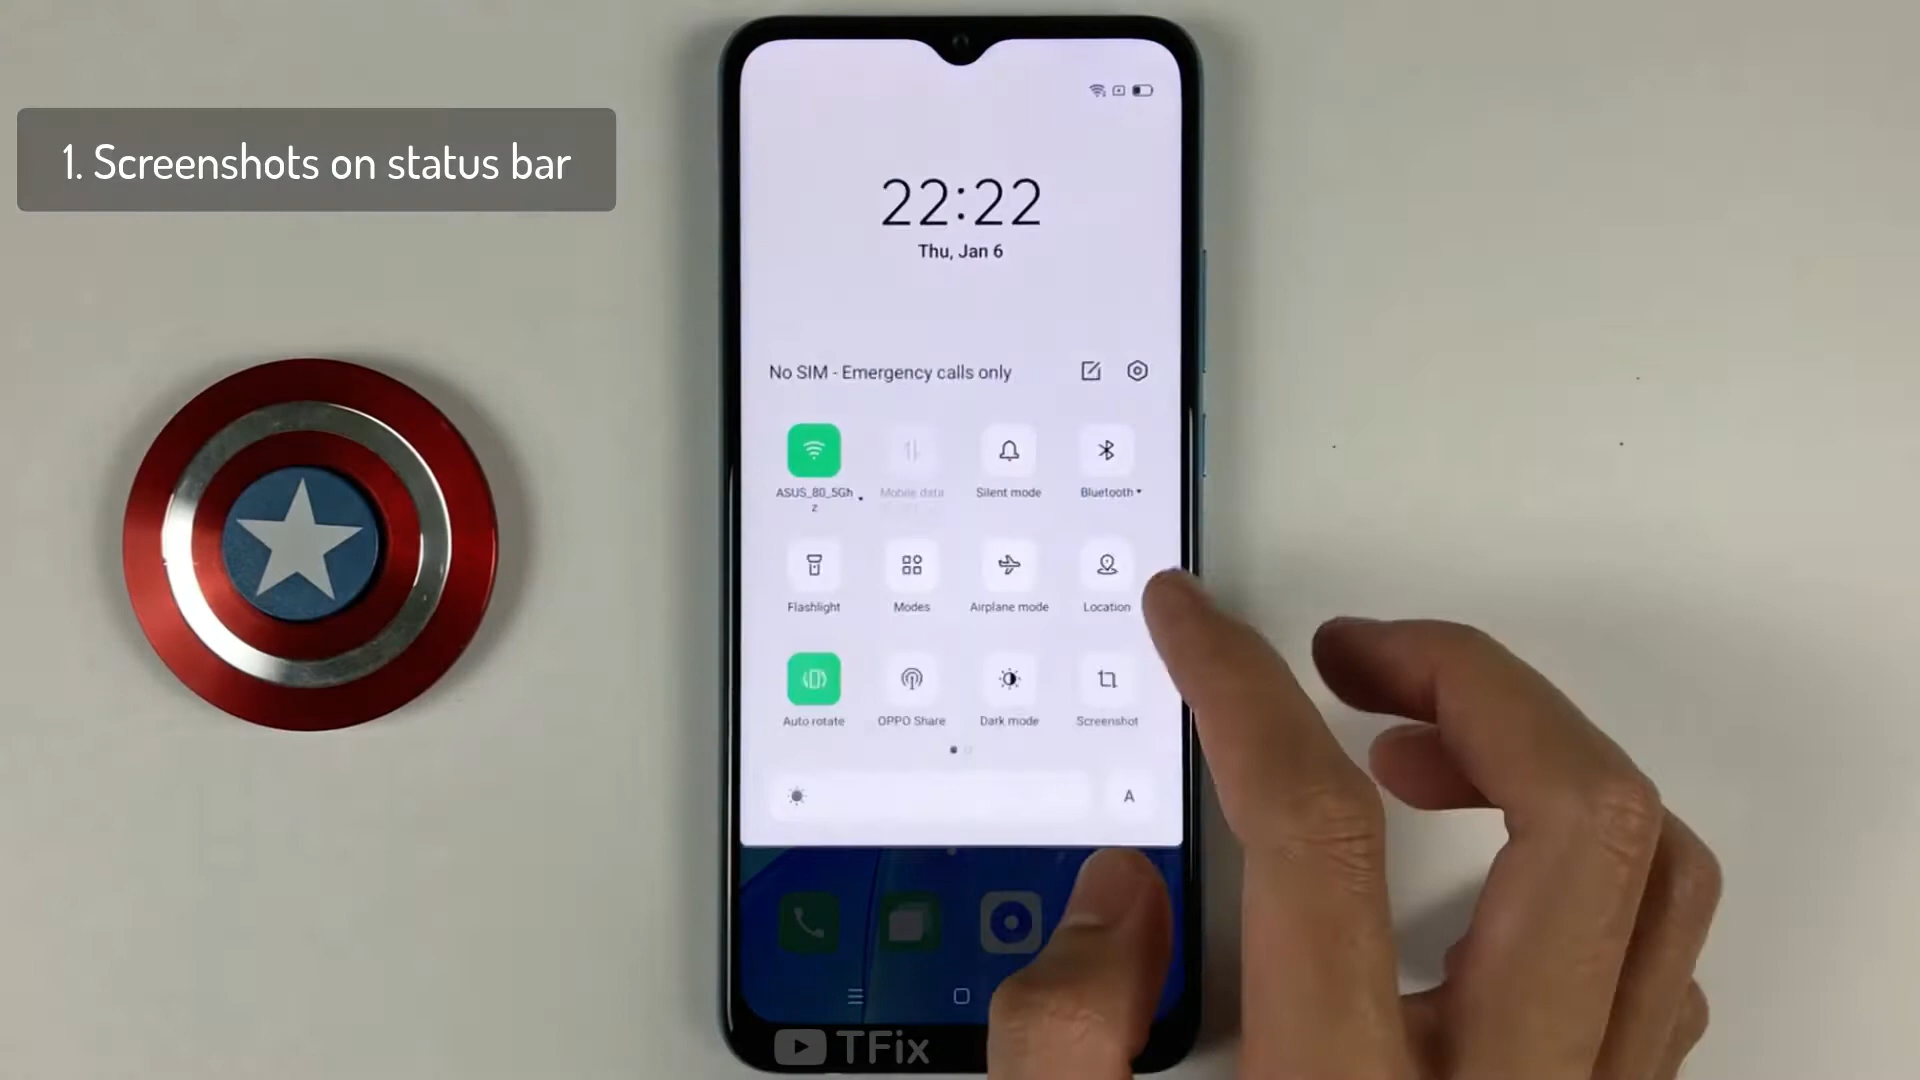 1. Screenshots on status bar
22:22
Thu, Jan 6
No SIM - Emergency calls only
ASUS_80_5Gh
z
Mobile data
Silent mode
Bluetooth
Flashlight
Modes
Airplane mode
Location
Auto rotate
OPPO Share
Dark mode
Screenshot
A
TFix